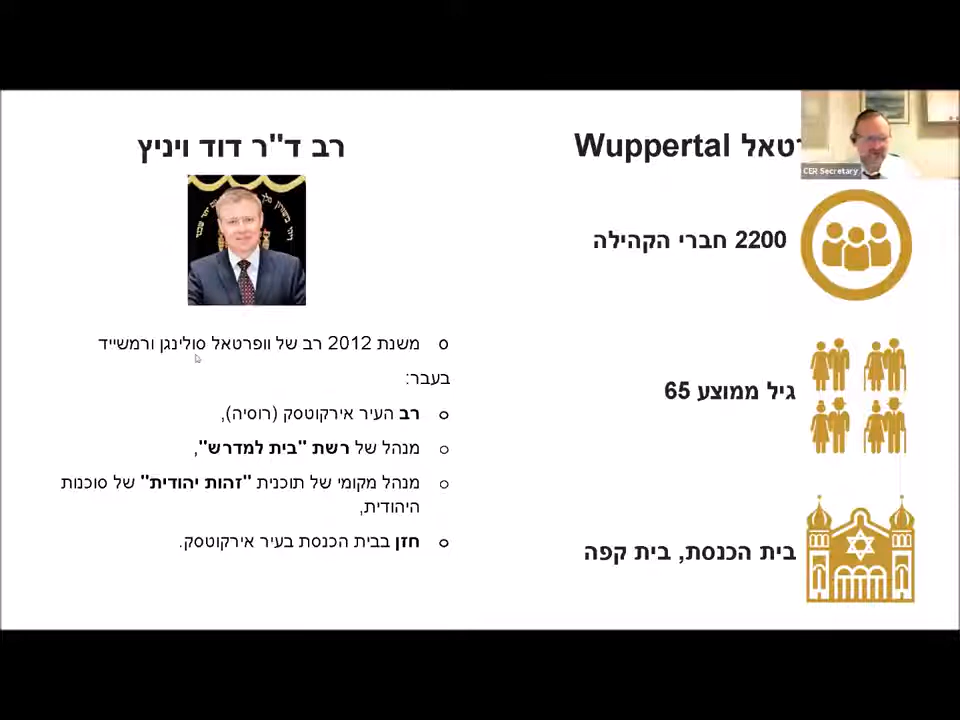 Wuppertal
CER Secretary
2200 חברי הקהילה
גיל ממוצע 65
בית הכנסת, בית קפה
רב ד"ר דוד ויניץ
משנת 2012 רב של וופרטאל סולינגן ורמשייד
בעבר:
רב העיר אירקוטסק (רוסיה),
מנהל של רשת "בית למדרש",
מנהל מקומי של תוכנית "זהות יהודית" של סוכנות
היהודית,
חזן בבית הכנסת בעיר אירקוטסק.